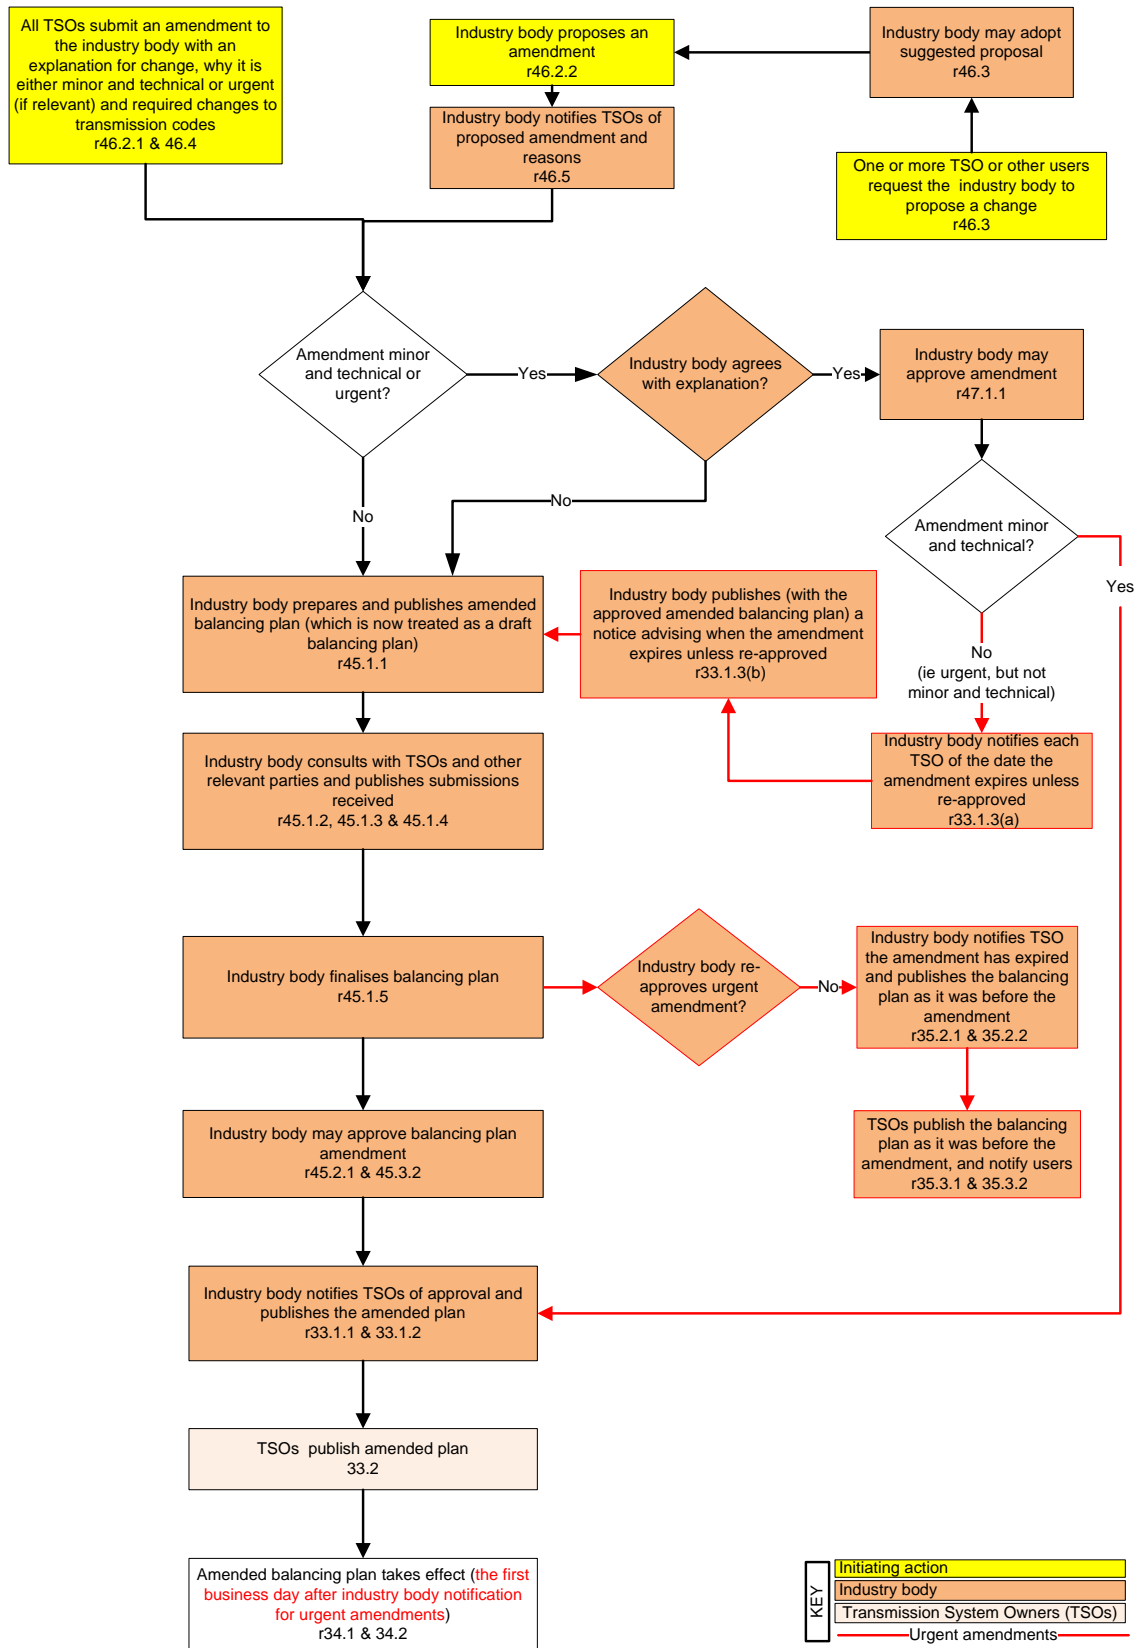 All TSOs submit an amendment to
the industry body with an
explanation for change, why it is
either minor and technical or urgent
(if relevant) and required changes to
transmission codes
r46.2.1 & 46.4
Industry body proposes an
amendment
r46.2.2
Industry body may adopt
suggested proposal
r46.3
Industry body notifies TSOs of
proposed amendment and
reasons
r46.5
One or more TSO or other users
request the industry body to
propose a change
r46.3
Amendment minor
and technical or
urgent?
Yes
Industry body agrees
with explanation?
Yes
Industry body may
approve amendment
r47.1.1
No
No
Amendment minor
and technical?
Yes
No
(ie urgent, but not
minor and technical)
Industry body prepares and publishes amended
balancing plan (which is now treated as a draft
balancing plan)
r45.1.1
Industry body publishes (with the
approved amended balancing plan) a
notice advising when the amendment
expires unless re-approved
r33.1.3(b)
Industry body notifies each
TSO of the date the
amendment expires unless
re-approved
r33.1.3(a)
Industry body consults with TSOs and other
relevant parties and publishes submissions
received
r45.1.2, 45.1.3 & 45.1.4
Industry body finalises balancing plan
r45.1.5
Industry body re-
approves urgent
amendment?
No
Industry body notifies TSO
the amendment has expired
and publishes the balancing
plan as it was before the
amendment
r35.2.1 & 35.2.2
Industry body may approve balancing plan
amendment
r45.2.1 & 45.3.2
TSOs publish the balancing
plan as it was before the
amendment, and notify users
r35.3.1 & 35.3.2
Industry body notifies TSOs of approval and
publishes the amended plan
r33.1.1 & 33.1.2
TSOs publish amended plan
33.2
Amended balancing plan takes effect (the first
business day after industry body notification
for urgent amendments)
r34.1 & 34.2
KEY
Initiating action
Industry body
Transmission System Owners (TSOs)
Urgent amendments